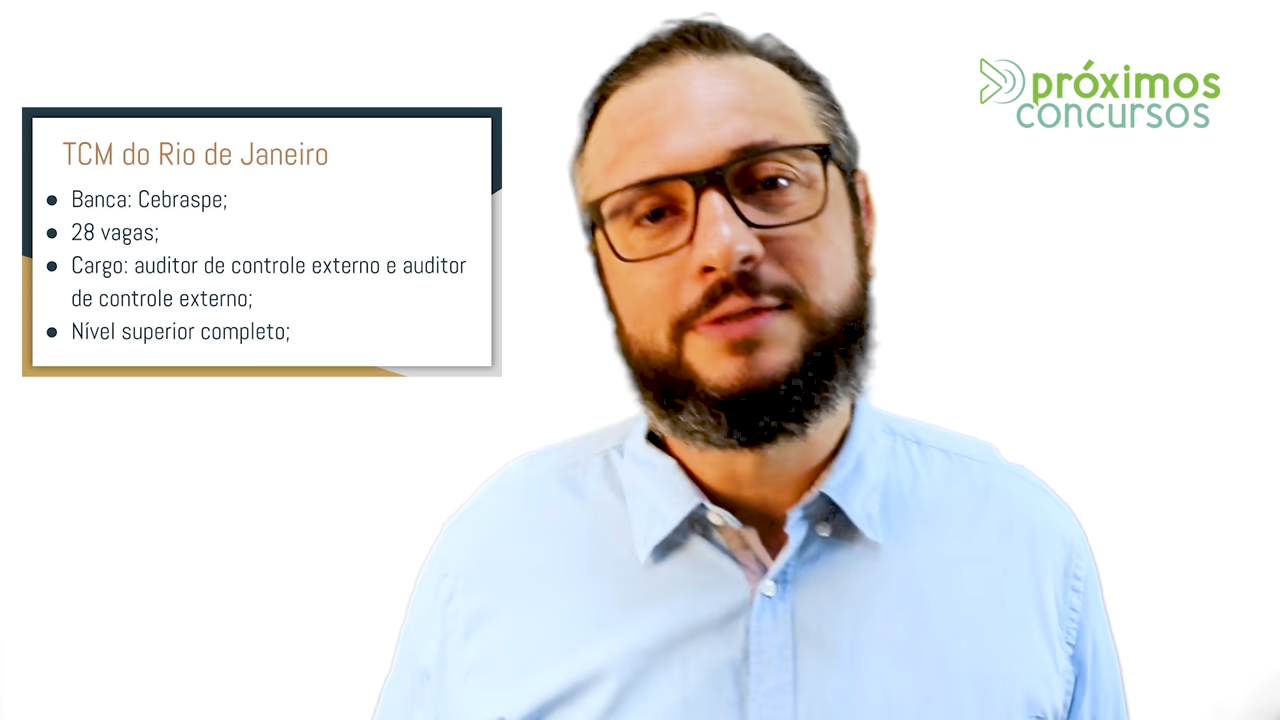 TCM do Rio de Janeiro
● Banca: Cebraspe;
● 28 vagas;
● Cargo: auditor de controle externo e auditor
de controle externo;
● Nível superior completo;
próximos
concursos